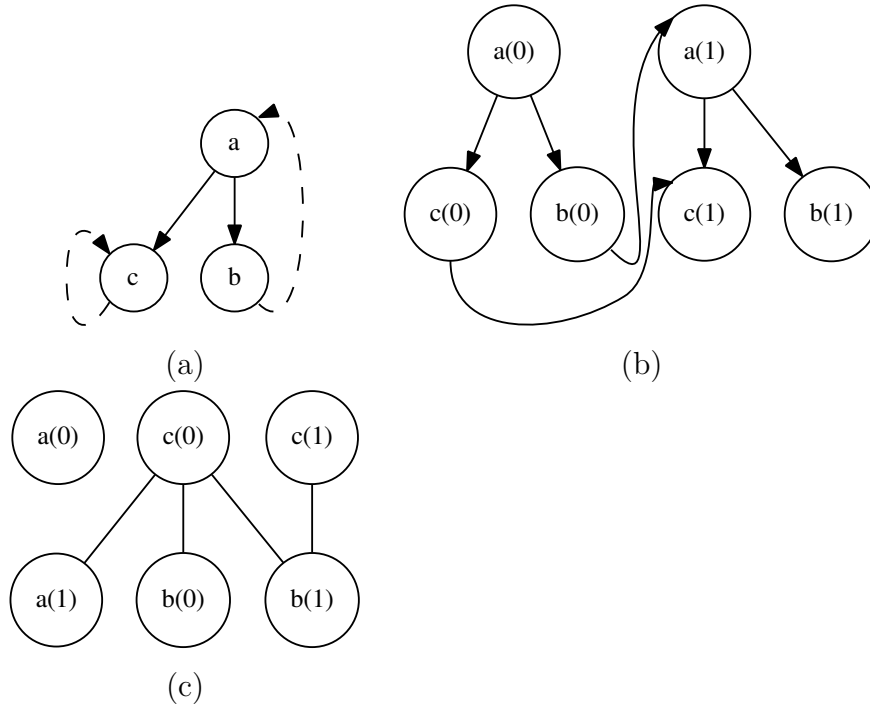 a
c
b
(a)
a(0)
a(1)
c(0)
b(0)
c(1)
b(1)
(b)
a(0)
c(0)
c(1)
a(1)
b(0)
b(1)
(c)